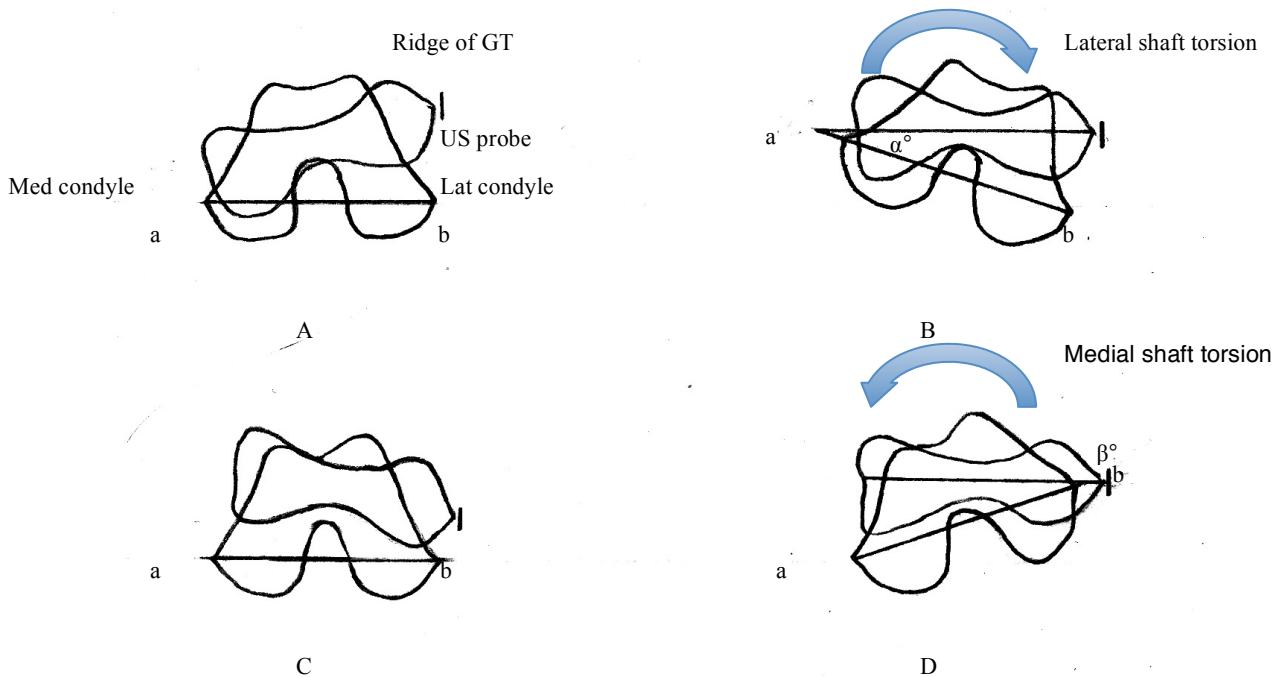 Ridge of GT
US probe
Med condyle
Lat condyle
a
b
A
Lateral shaft torsion
a
α°
b
B
a
b
C
Medial shaft torsion
β°
b
a
D